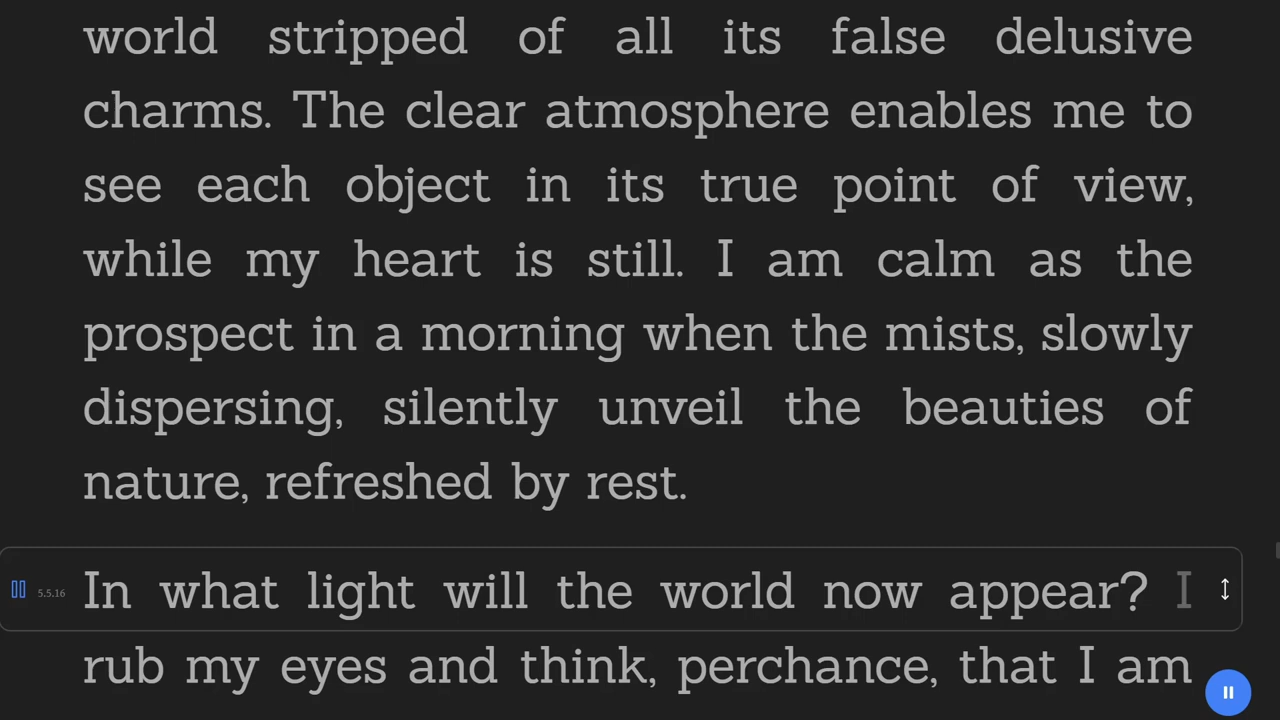 world stripped of all its false delusive
charms. The clear atmosphere enables me to
see each object in its true point of view,
while my heart is still. I am calm as the
prospect in a morning when the mists, slowly
dispersing, silently unveil the beauties of
nature, refreshed by rest.
5.5.16 In what light will the world now appear? I
rub my eyes and think, perchance, that I am